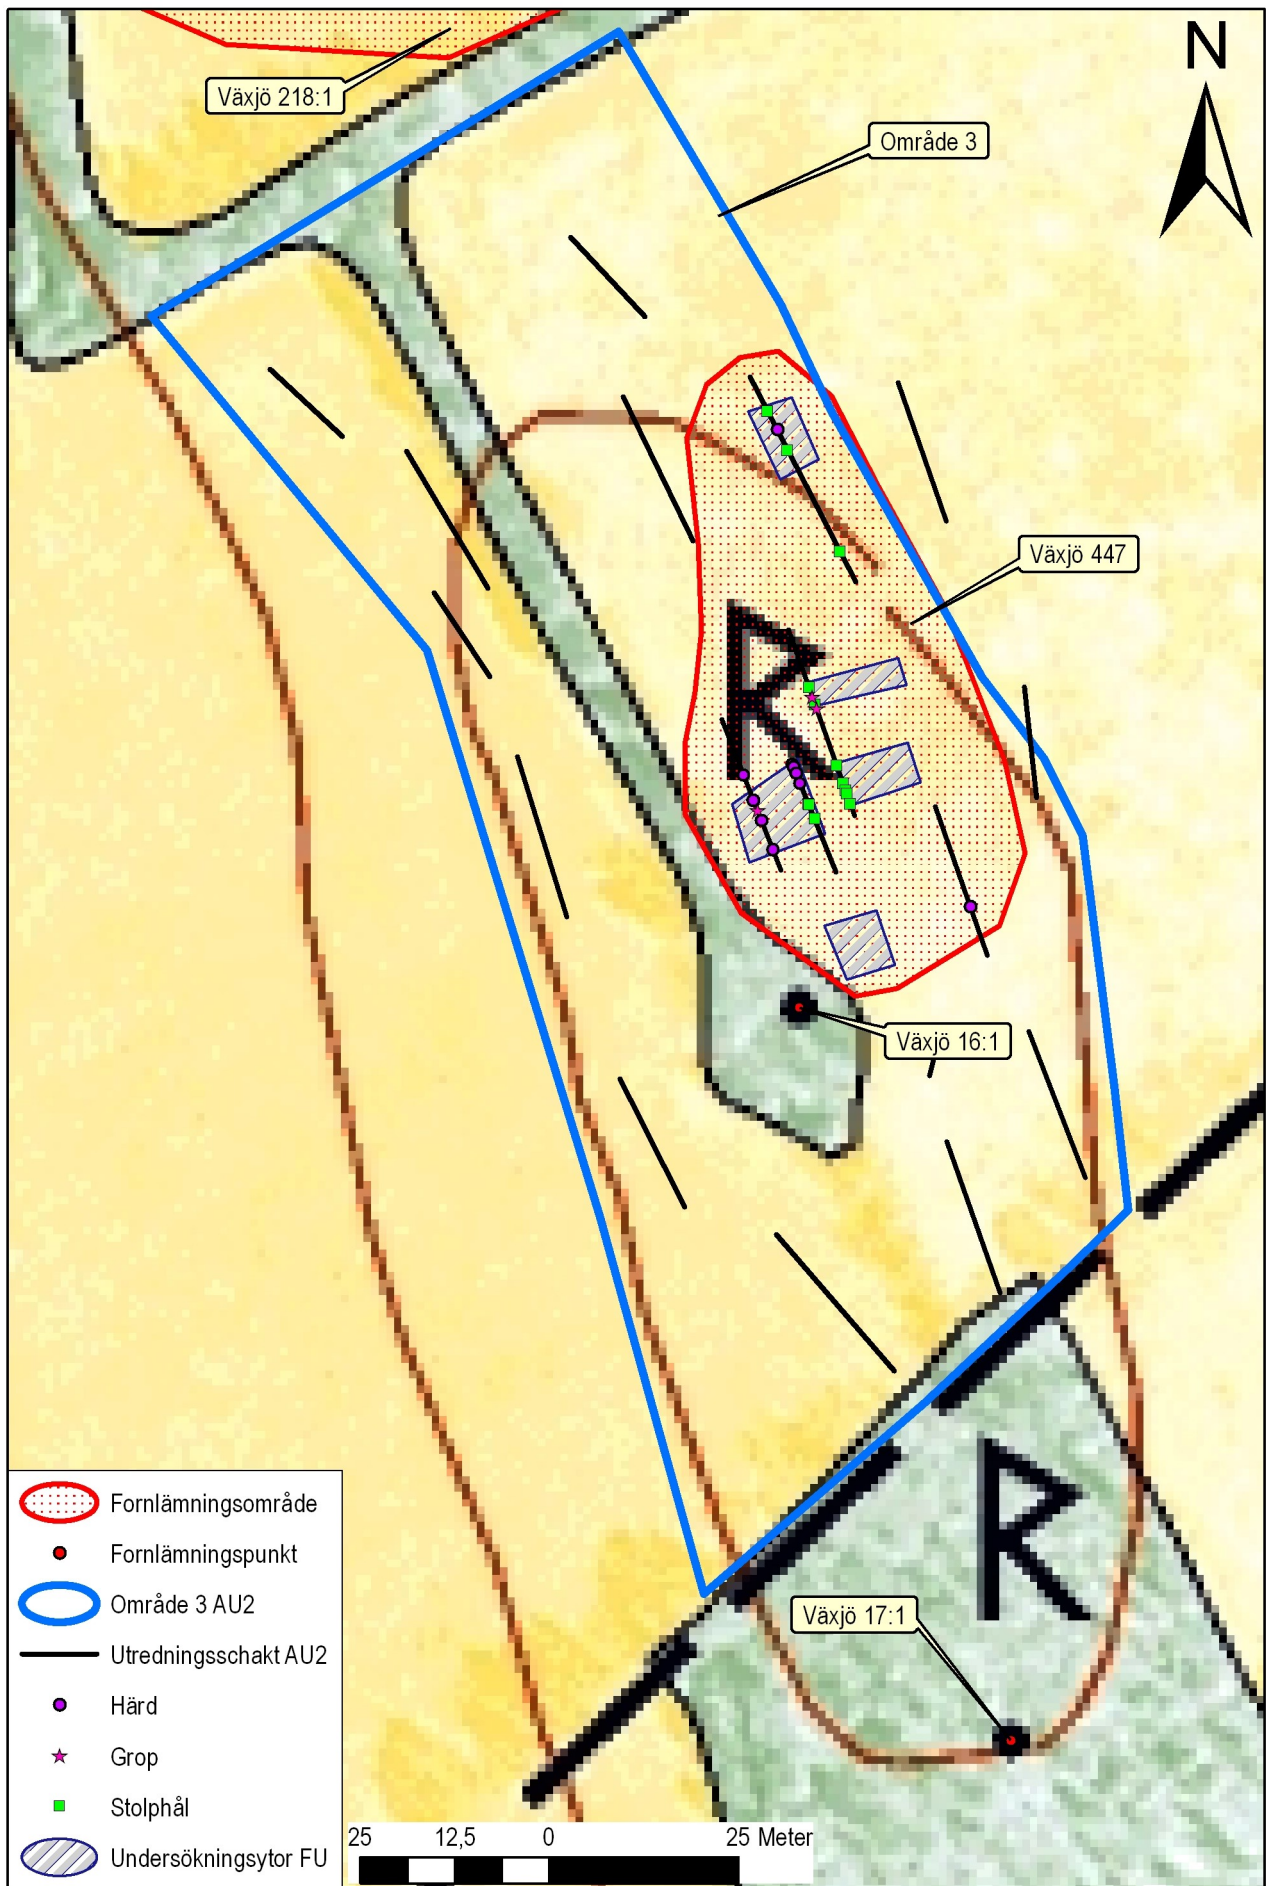 N
Växjö 218:1
Område 3
Växjö 447
R
Växjö 16:1
R
Växjö 17:1
Fornlämningsområde
Fornlämningspunkt
Område 3 AU2
Utredningsschakt AU2
Härd
Grop
Stolphål
Undersökningsytor FU
25 12,5 0 25 Meter